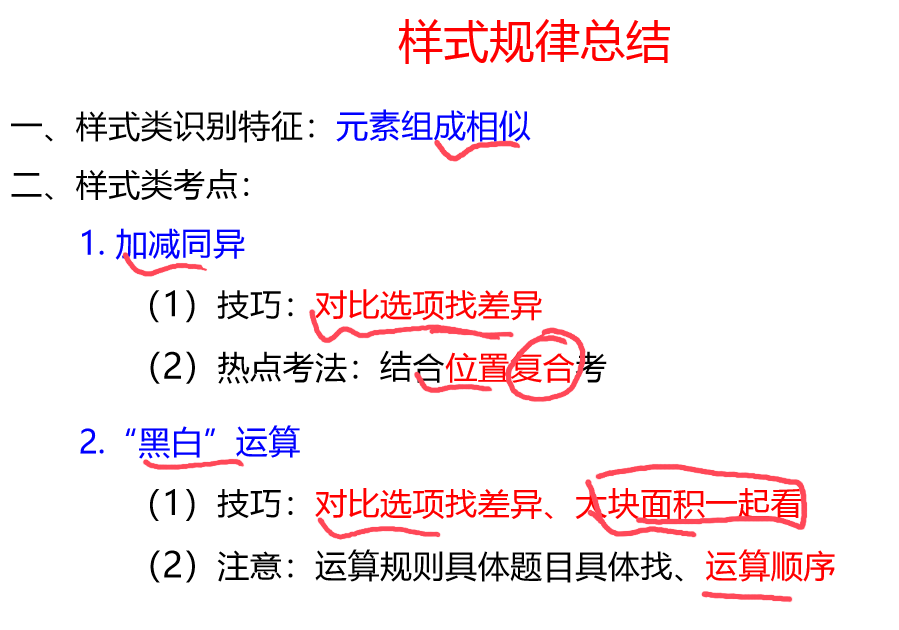 样式规律总结
一、样式类识别特征：元素组成相似
二、样式类考点：
1. 加减同异
（1）技巧：对比选项找差异
（2）热点考法：结合位置复合考
2.“黑白”运算
（1）技巧：对比选项找差异、大块面积一起看
（2）注意：运算规则具体题目具体找、运算顺序